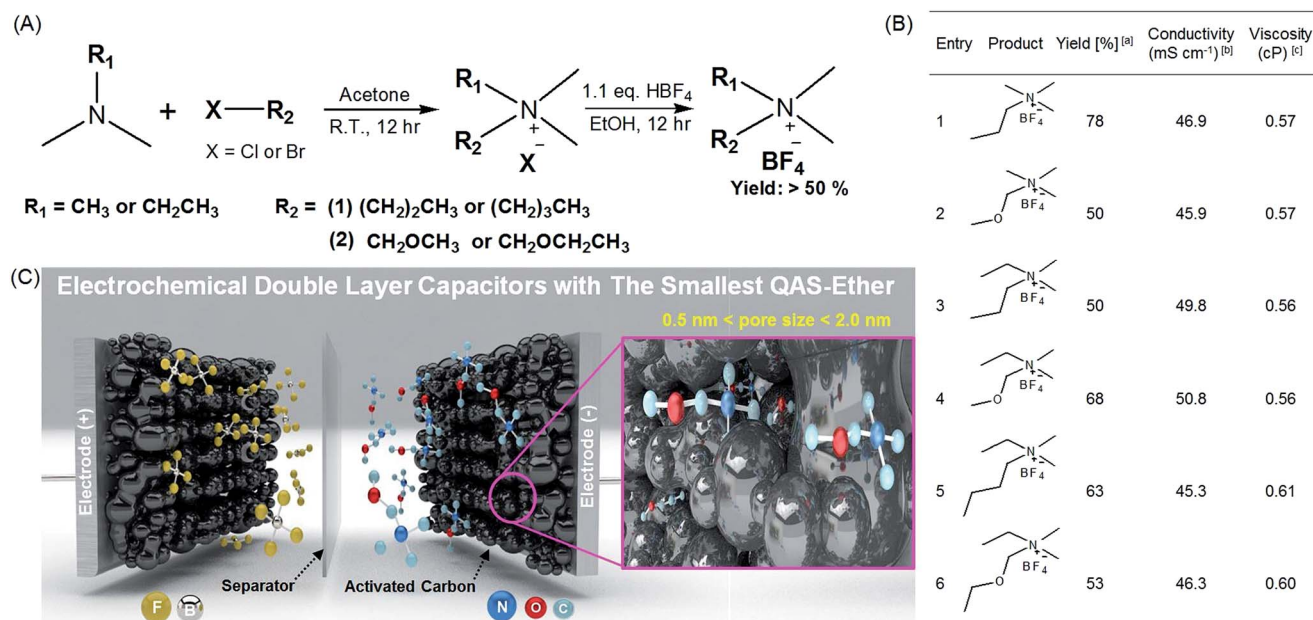 (A)
R₁
N
+
X—R₂
X = Cl or Br
Acetone
R.T., 12 hr
R₁
N
+
R₂
X⁻
1.1 eq. HBF₄
EtOH, 12 hr
R₁
N
+
R₂
BF₄⁻
Yield: > 50 %
R₁ = CH₃ or CH₂CH₃ R₂ = (1) (CH₂)₂CH₃ or (CH₂)₃CH₃
(2) CH₂OCH₃ or CH₂OCH₂CH₃
(B)
Entry Product Yield [%] [a] Conductivity (mS cm⁻¹) [b] Viscosity (cP) [c]
1 N + − BF₄ 78 46.9 0.57
2 N + − BF₄ O 50 45.9 0.57
3 N + − BF₄ 50 49.8 0.56
4 N + − BF₄ O 68 50.8 0.56
5 N + − BF₄ 63 45.3 0.61
6 N + − BF₄ O 53 46.3 0.60
(C)
Electrochemical Double Layer Capacitors with The Smallest QAS-Ether
0.5 nm < pore size < 2.0 nm
Electrode (+)
Electrode (-)
Separator
Activated Carbon
F B N O C